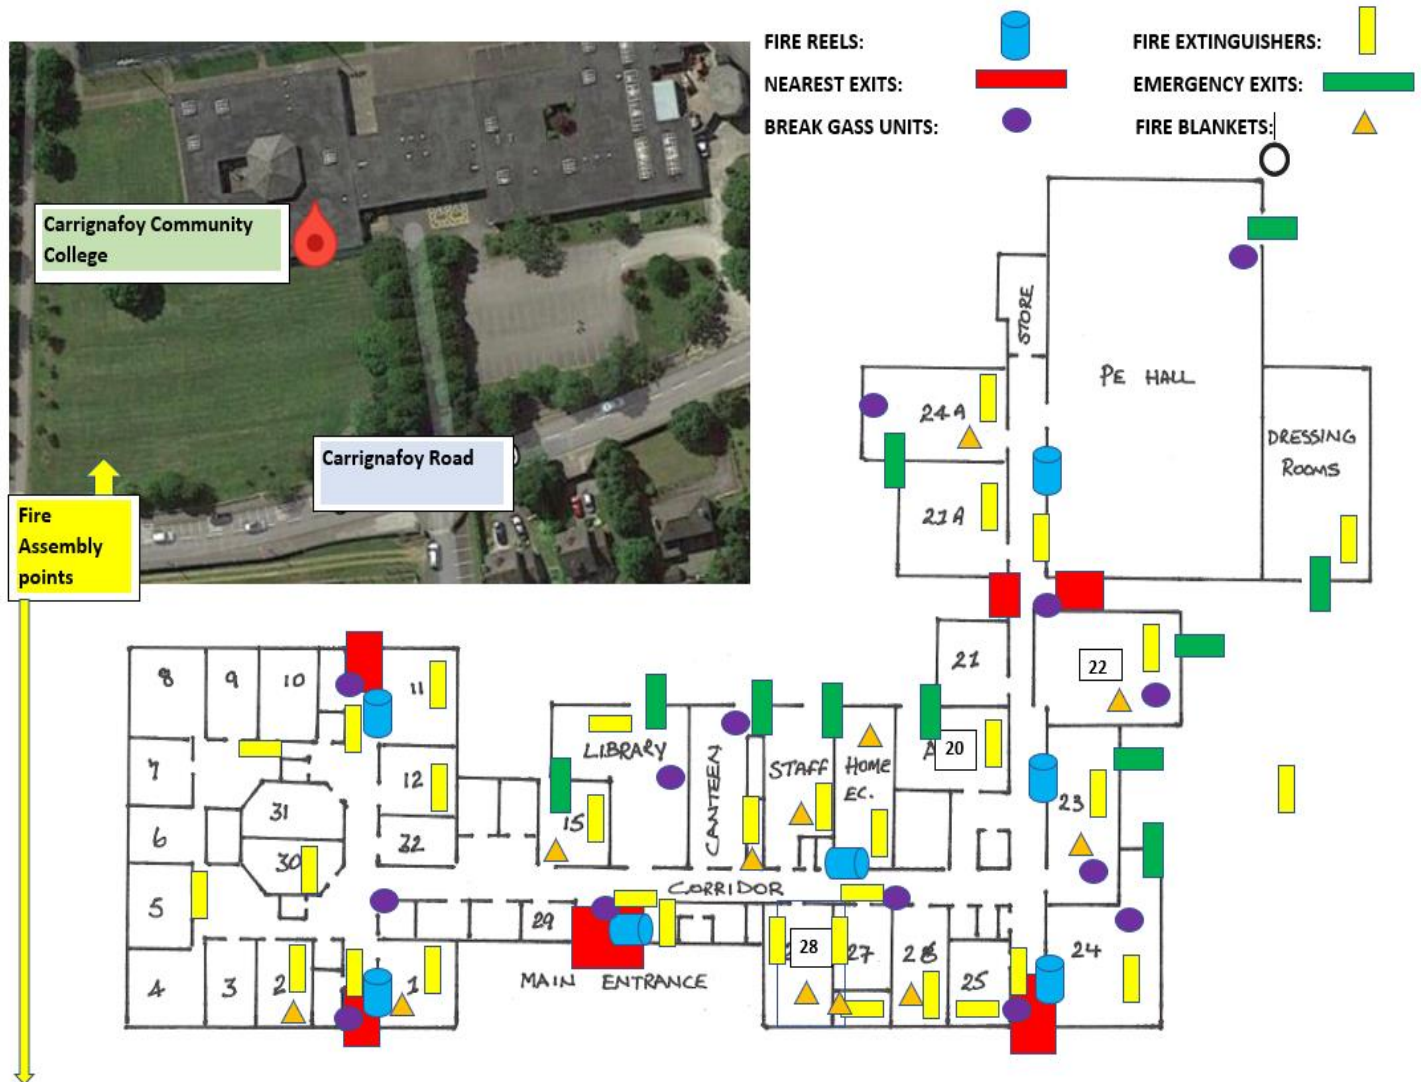 FIRE REELS:
FIRE EXTINGUISHERS:
NEAREST EXITS:
EMERGENCY EXITS:
BREAK GASS UNITS:
FIRE BLANKETS:
Carrignafoy Community
College
Carrignafoy Road
Fire
Assembly
points
STORE
PE HALL
24A
DRESSING
ROOMS
21A
21
22
8
9
10
11
7
12
31
6
32
30
5
4
3
2
1
LIBRARY
CANTEEN
STAFF
HOME
EC.
20
15
23
CORRIDOR
29
MAIN ENTRANCE
28
27
25
24